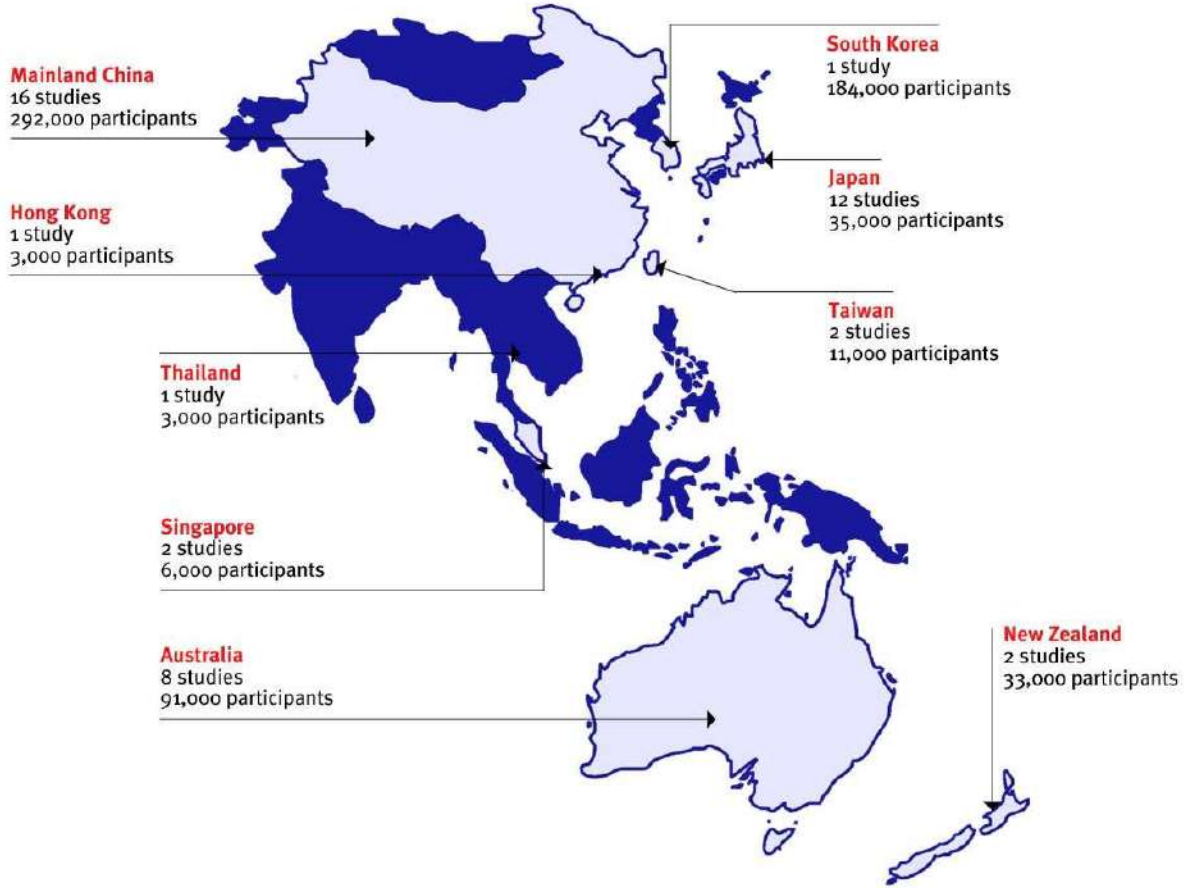 Mainland China
16 studies
292,000 participants
South Korea
1 study
184,000 participants
Hong Kong
1 study
3,000 participants
Japan
12 studies
35,000 participants
Taiwan
2 studies
11,000 participants
Thailand
1 study
3,000 participants
Singapore
2 studies
6,000 participants
Australia
8 studies
91,000 participants
New Zealand
2 studies
33,000 participants